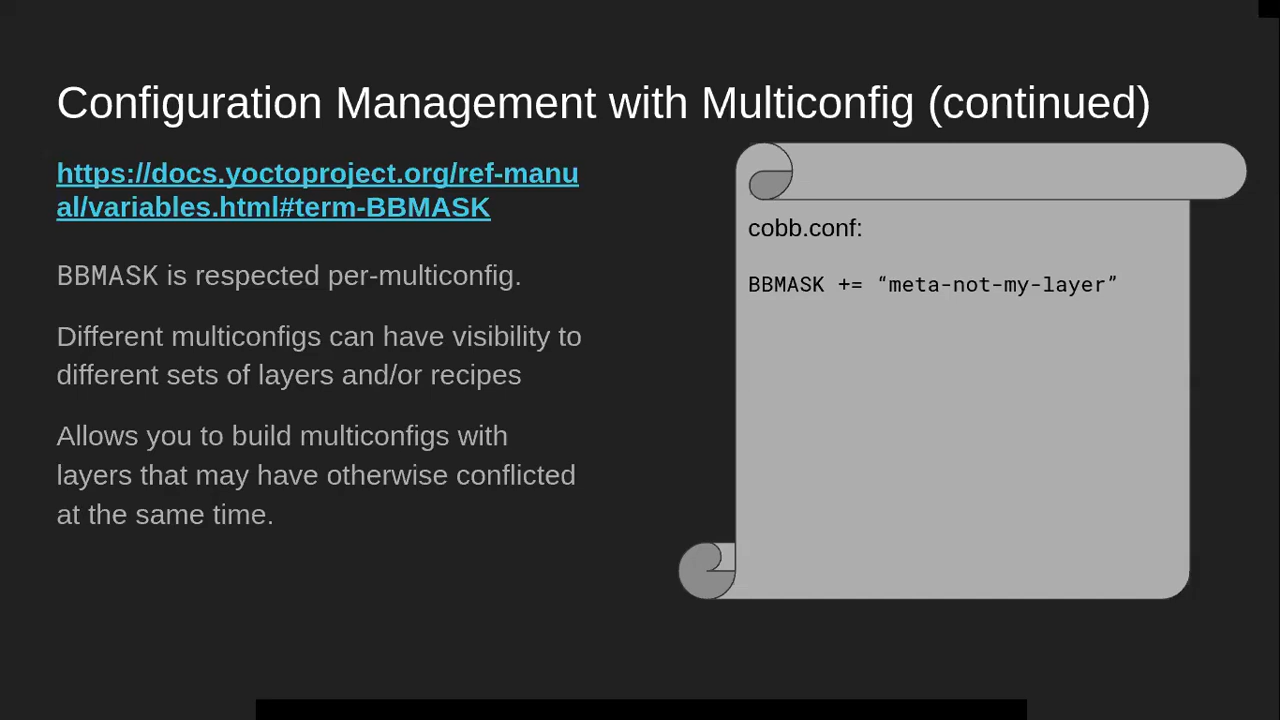 Configuration Management with Multiconfig (continued)
https://docs.yoctoproject.org/ref-manu
al/variables.html#term-BBMASK
BBMASK is respected per-multiconfig.
Different multiconfigs can have visibility to
different sets of layers and/or recipes
Allows you to build multiconfigs with
layers that may have otherwise conflicted
at the same time.
cobb.conf:
BBMASK += “meta-not-my-layer”